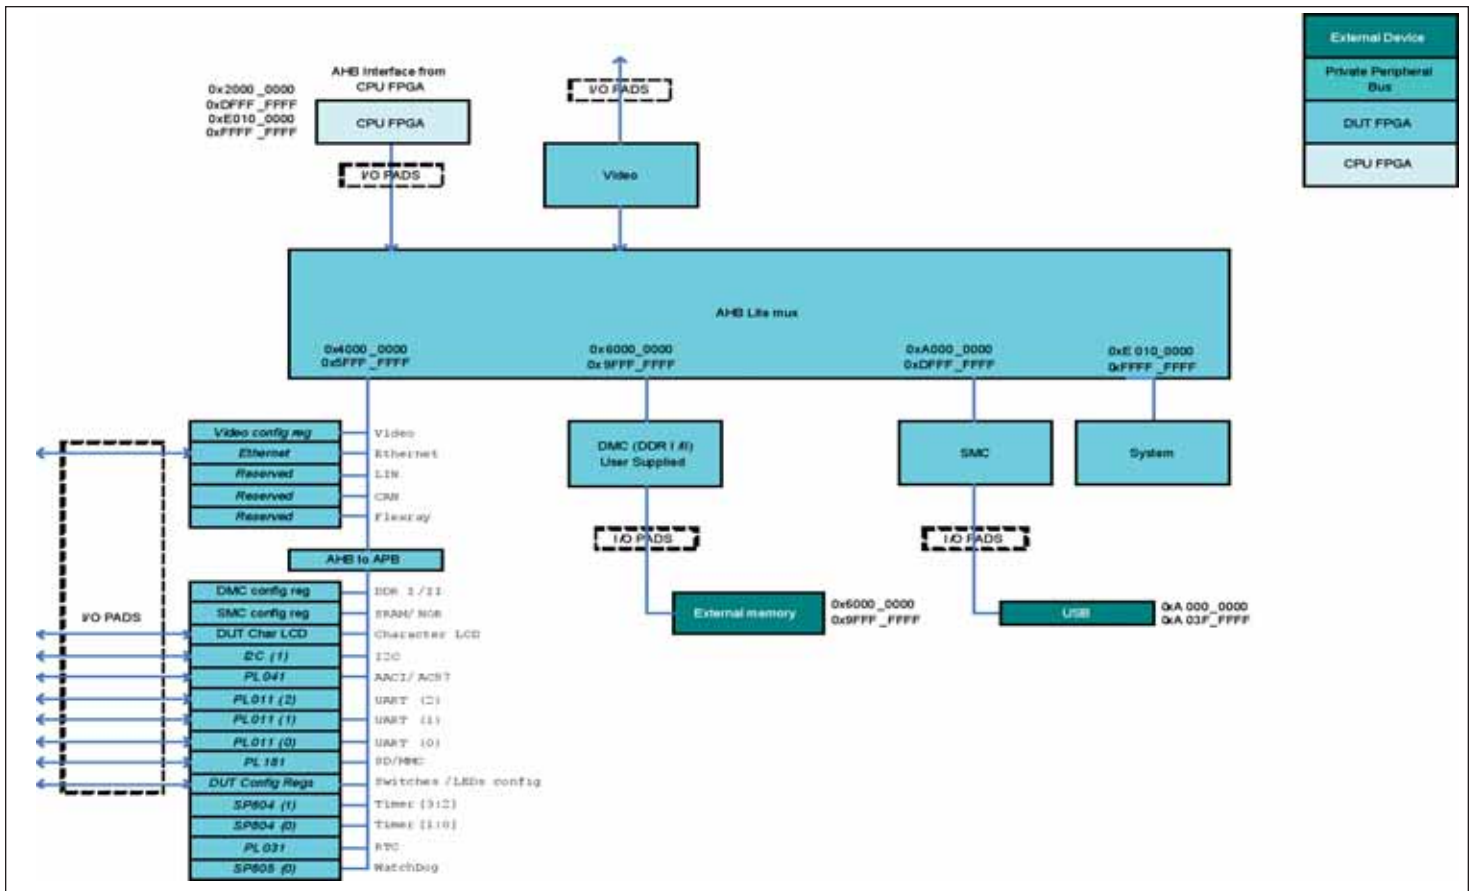 External Device
Private Peripheral
Bus
DUT FPGA
CPU FPGA
AHB Interface from
CPU FPGA
0x2000_0000
0xDFFF_FFFF
0xE010_0000
0xFFFF_FFFF
CPU FPGA
I/O PADS
I/O PADS
Video
AHB Lite mux
0x4000_0000
0x5FFF_FFFF
0x6000_0000
0x9FFF_FFFF
0xA000_0000
0xDFFF_FFFF
0xE010_0000
0xFFFF_FFFF
Video config reg Video
Ethernet Ethernet
Reserved LIN
Reserved CAN
Reserved Flexray
AHB to APB
DMC config reg DDR I/II
SMC config reg SRAM/NOR
DUT Char LCD Character LCD
I2C (1) I2C
PL041 AACI/AC97
PL011 (2) UART (2)
PL011 (1) UART (1)
PL011 (0) UART (0)
PL181 SD/MMC
DUT Config Regs Switches/LEDs config
SP804 (1) Timer [3:2]
SP804 (0) Timer [1:0]
PL031 RTC
SP805 (0) WatchDog
I/O PADS
DMC (DDR I /II)
User Supplied
I/O PADS
External memory
0x6000_0000
0x9FFF_FFFF
SMC
I/O PADS
USB
0xA000_0000
0xA03F_FFFF
System